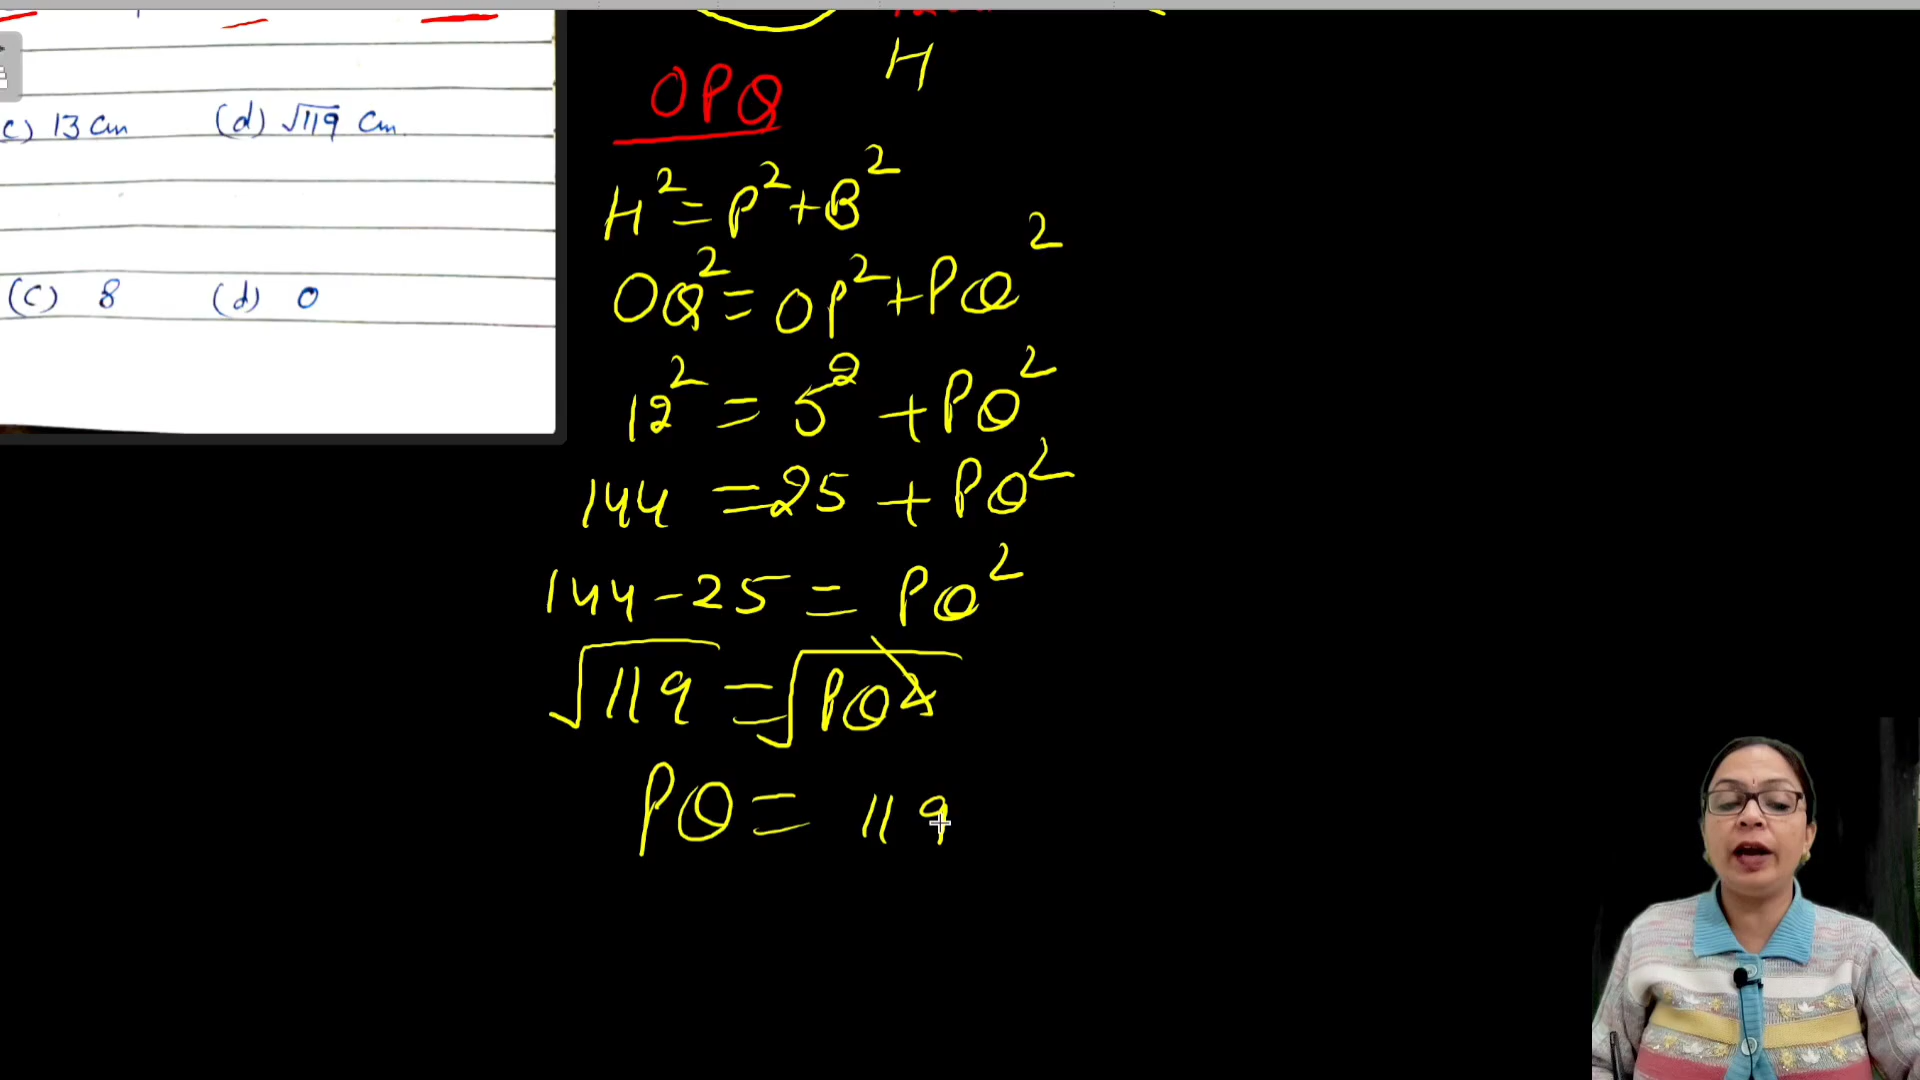 (c) 13 cm (d) √119 cm.
(c) 8 (d) 0
H
OPQ
H² = P² + B²
OQ² = OP² + PQ²
12² = 5² + PQ²
144 = 25 + PQ²
144 - 25 = PQ²
√119 = √PQ²
PQ = 119